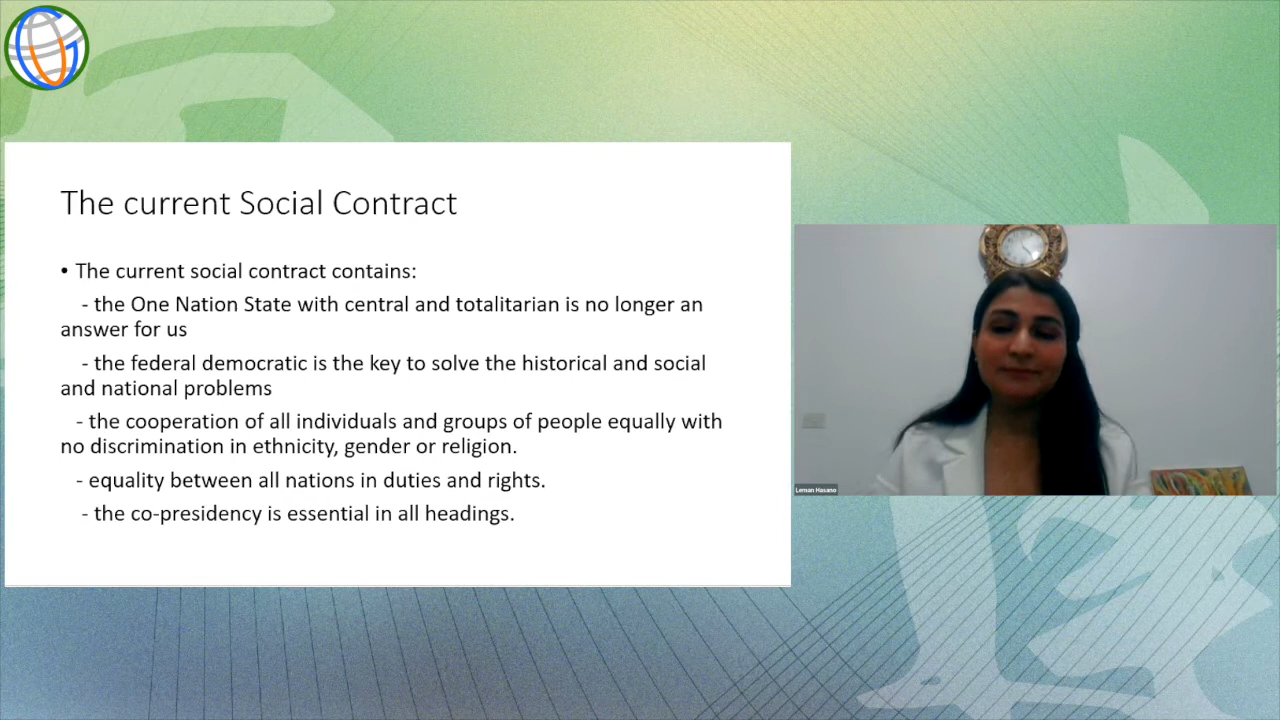 The current Social Contract
• The current social contract contains:
- the One Nation State with central and totalitarian is no longer an
answer for us
- the federal democratic is the key to solve the historical and social
and national problems
- the cooperation of all individuals and groups of people equally with
no discrimination in ethnicity, gender or religion.
- equality between all nations in duties and rights.
- the co-presidency is essential in all headings.
Leman Hasano